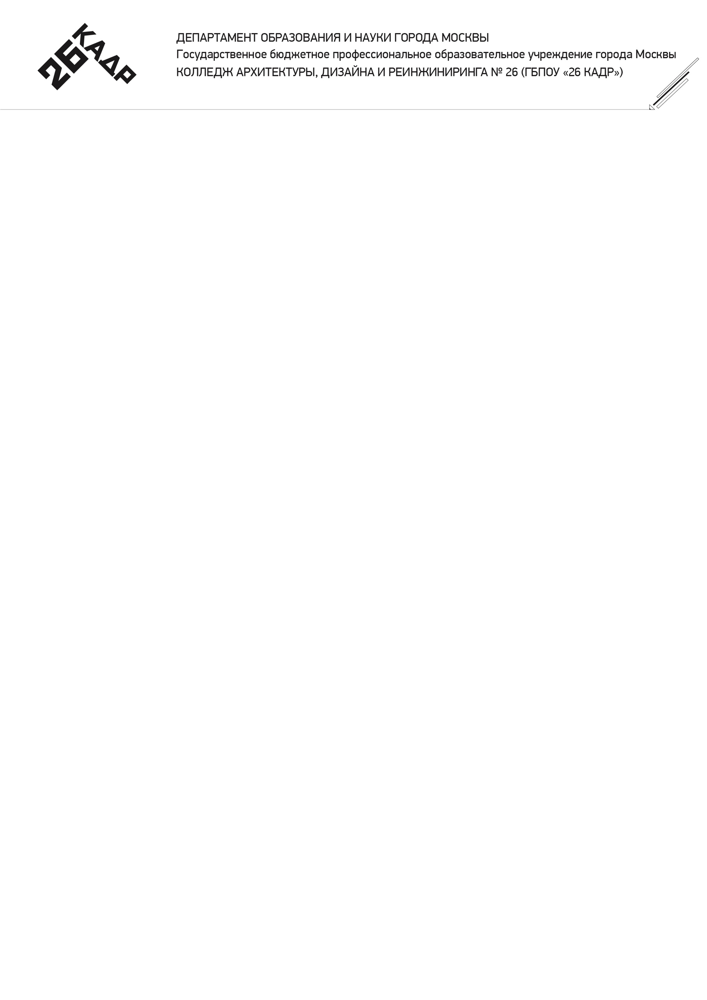 26 КАДР
ДЕПАРТАМЕНТ ОБРАЗОВАНИЯ И НАУКИ ГОРОДА МОСКВЫ
Государственное бюджетное профессиональное образовательное учреждение города Москвы
КОЛЛЕДЖ АРХИТЕКТУРЫ, ДИЗАЙНА И РЕИНЖИНИРИНГА № 26 (ГБПОУ «26 КАДР»)